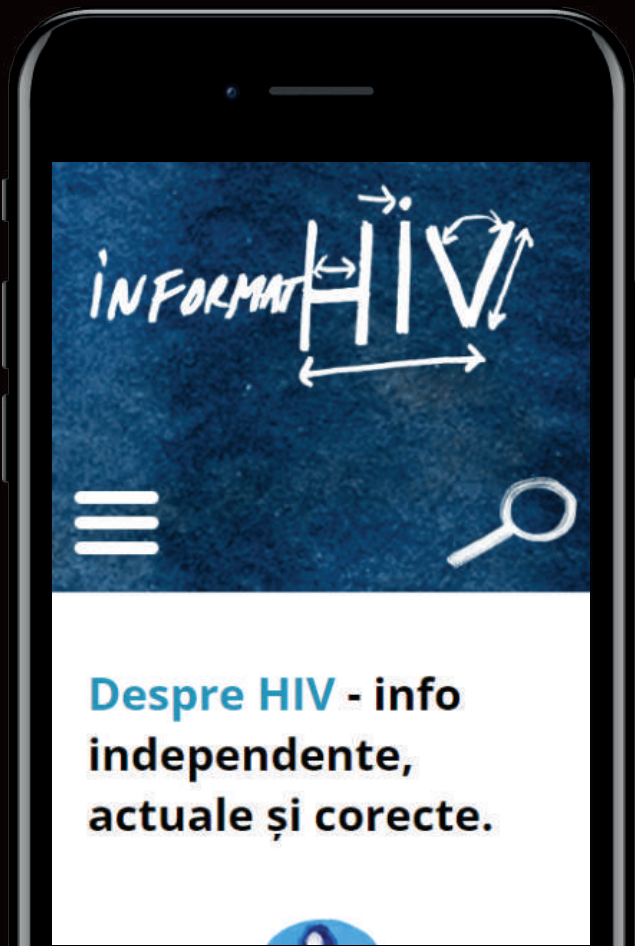 iNFORMAT HiV
Despre HIV - info
independente,
actuale și corecte.